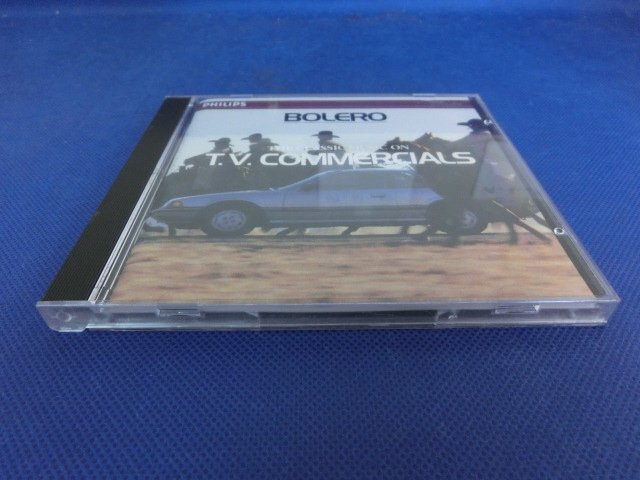 PHILIPS
BOLERO
ON
T.V. COMMERCIALS